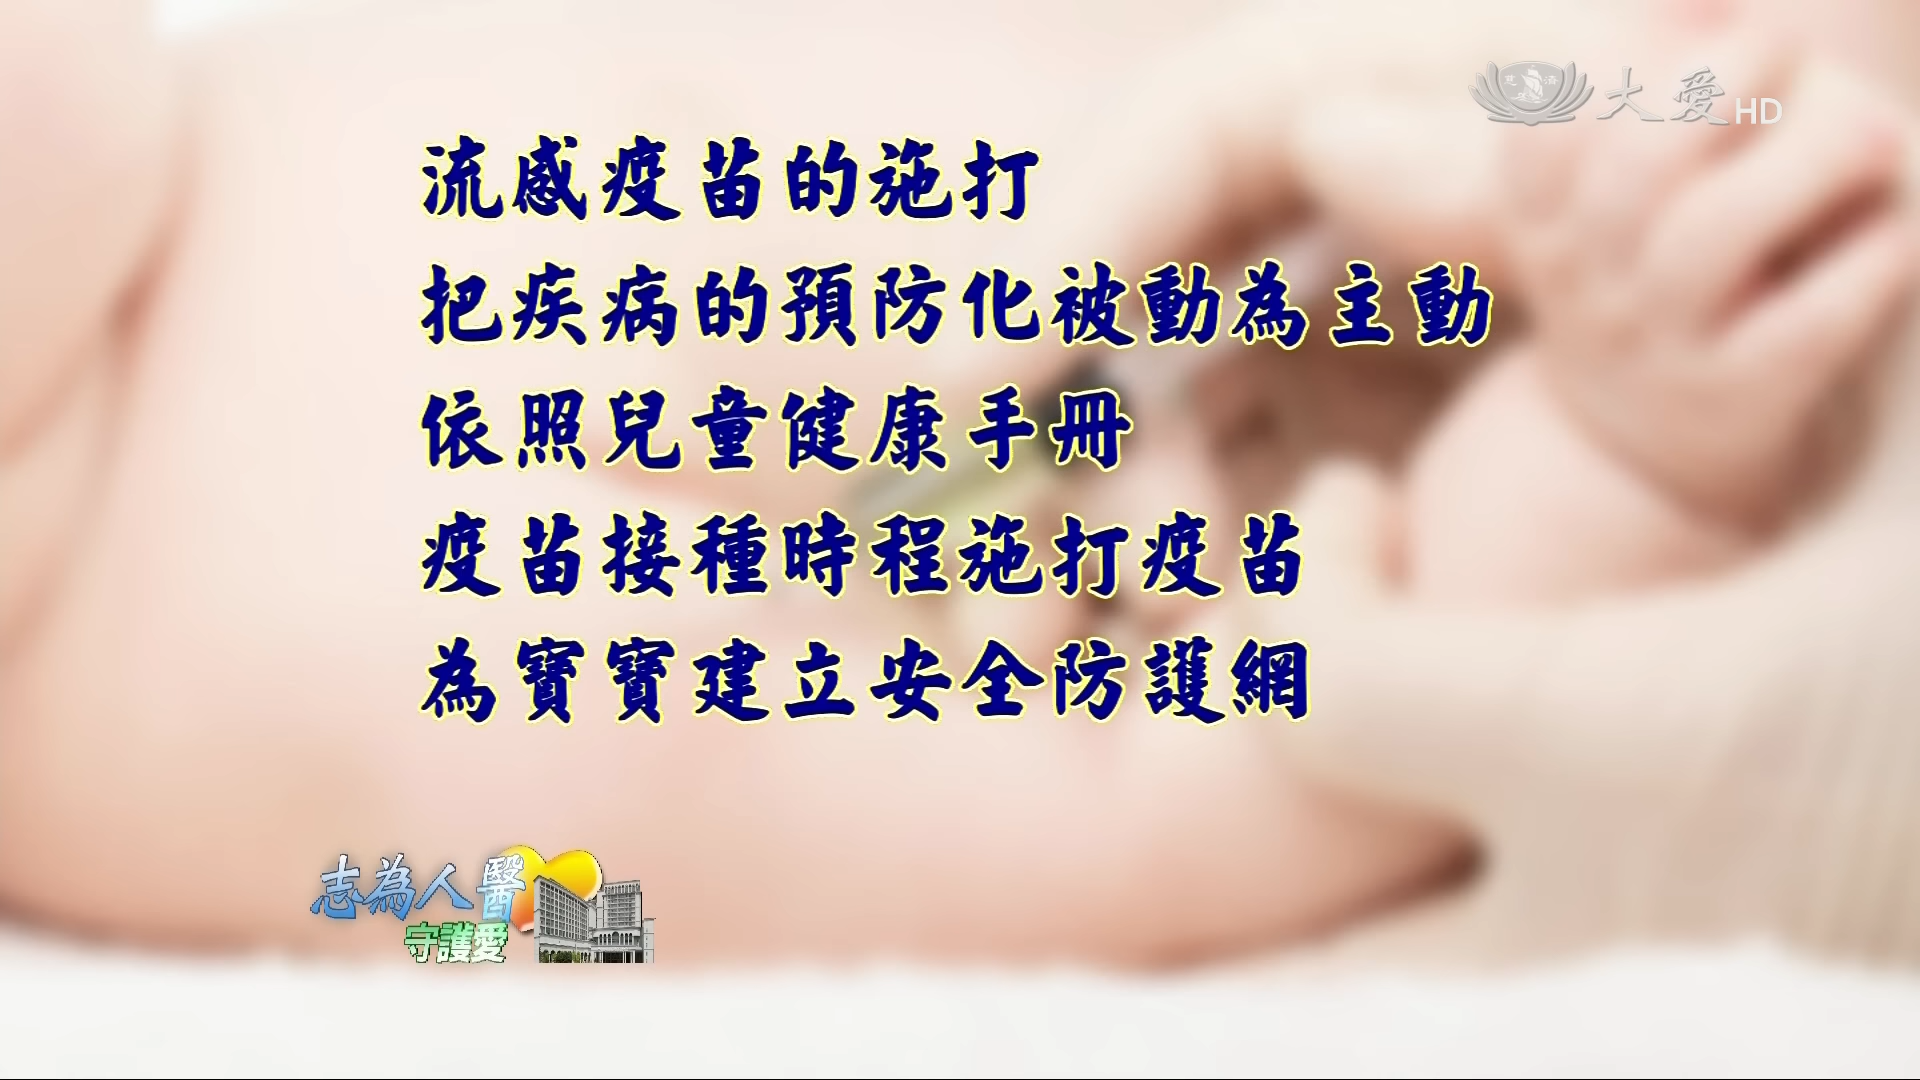 大愛HD
流感疫苗的施打
把疾病的預防化被動為主動
依照兒童健康手冊
疫苗接種時程施打疫苗
為寶寶建立安全防護網
志為人醫
守護愛